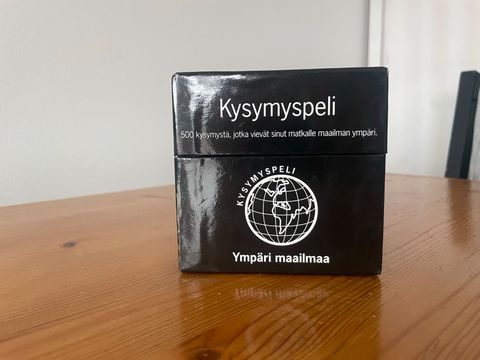 Kysymyspeli
500 kysymystä, jotka vievät sinut matkalle maailman ympäri.
KYSYMYSPELI
Ympäri maailmaa